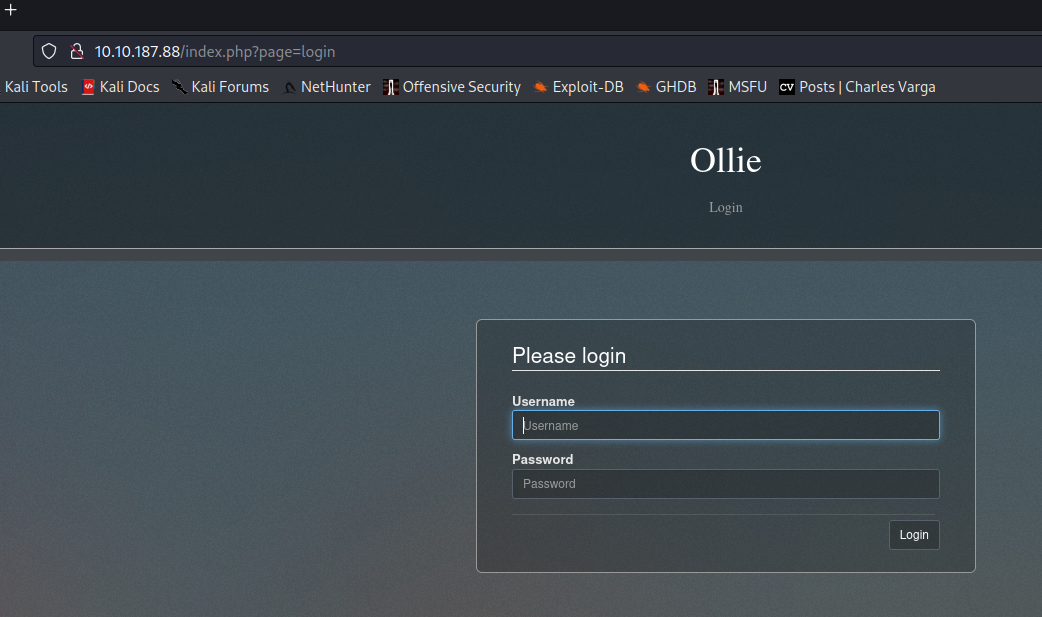 +
10.10.187.88/index.php?page=login
Kali Tools Kali Docs Kali Forums NetHunter Offensive Security Exploit-DB GHDB MSFU CV Posts | Charles Varga
Ollie
Login
Please login
Username
Username
Password
Password
Login